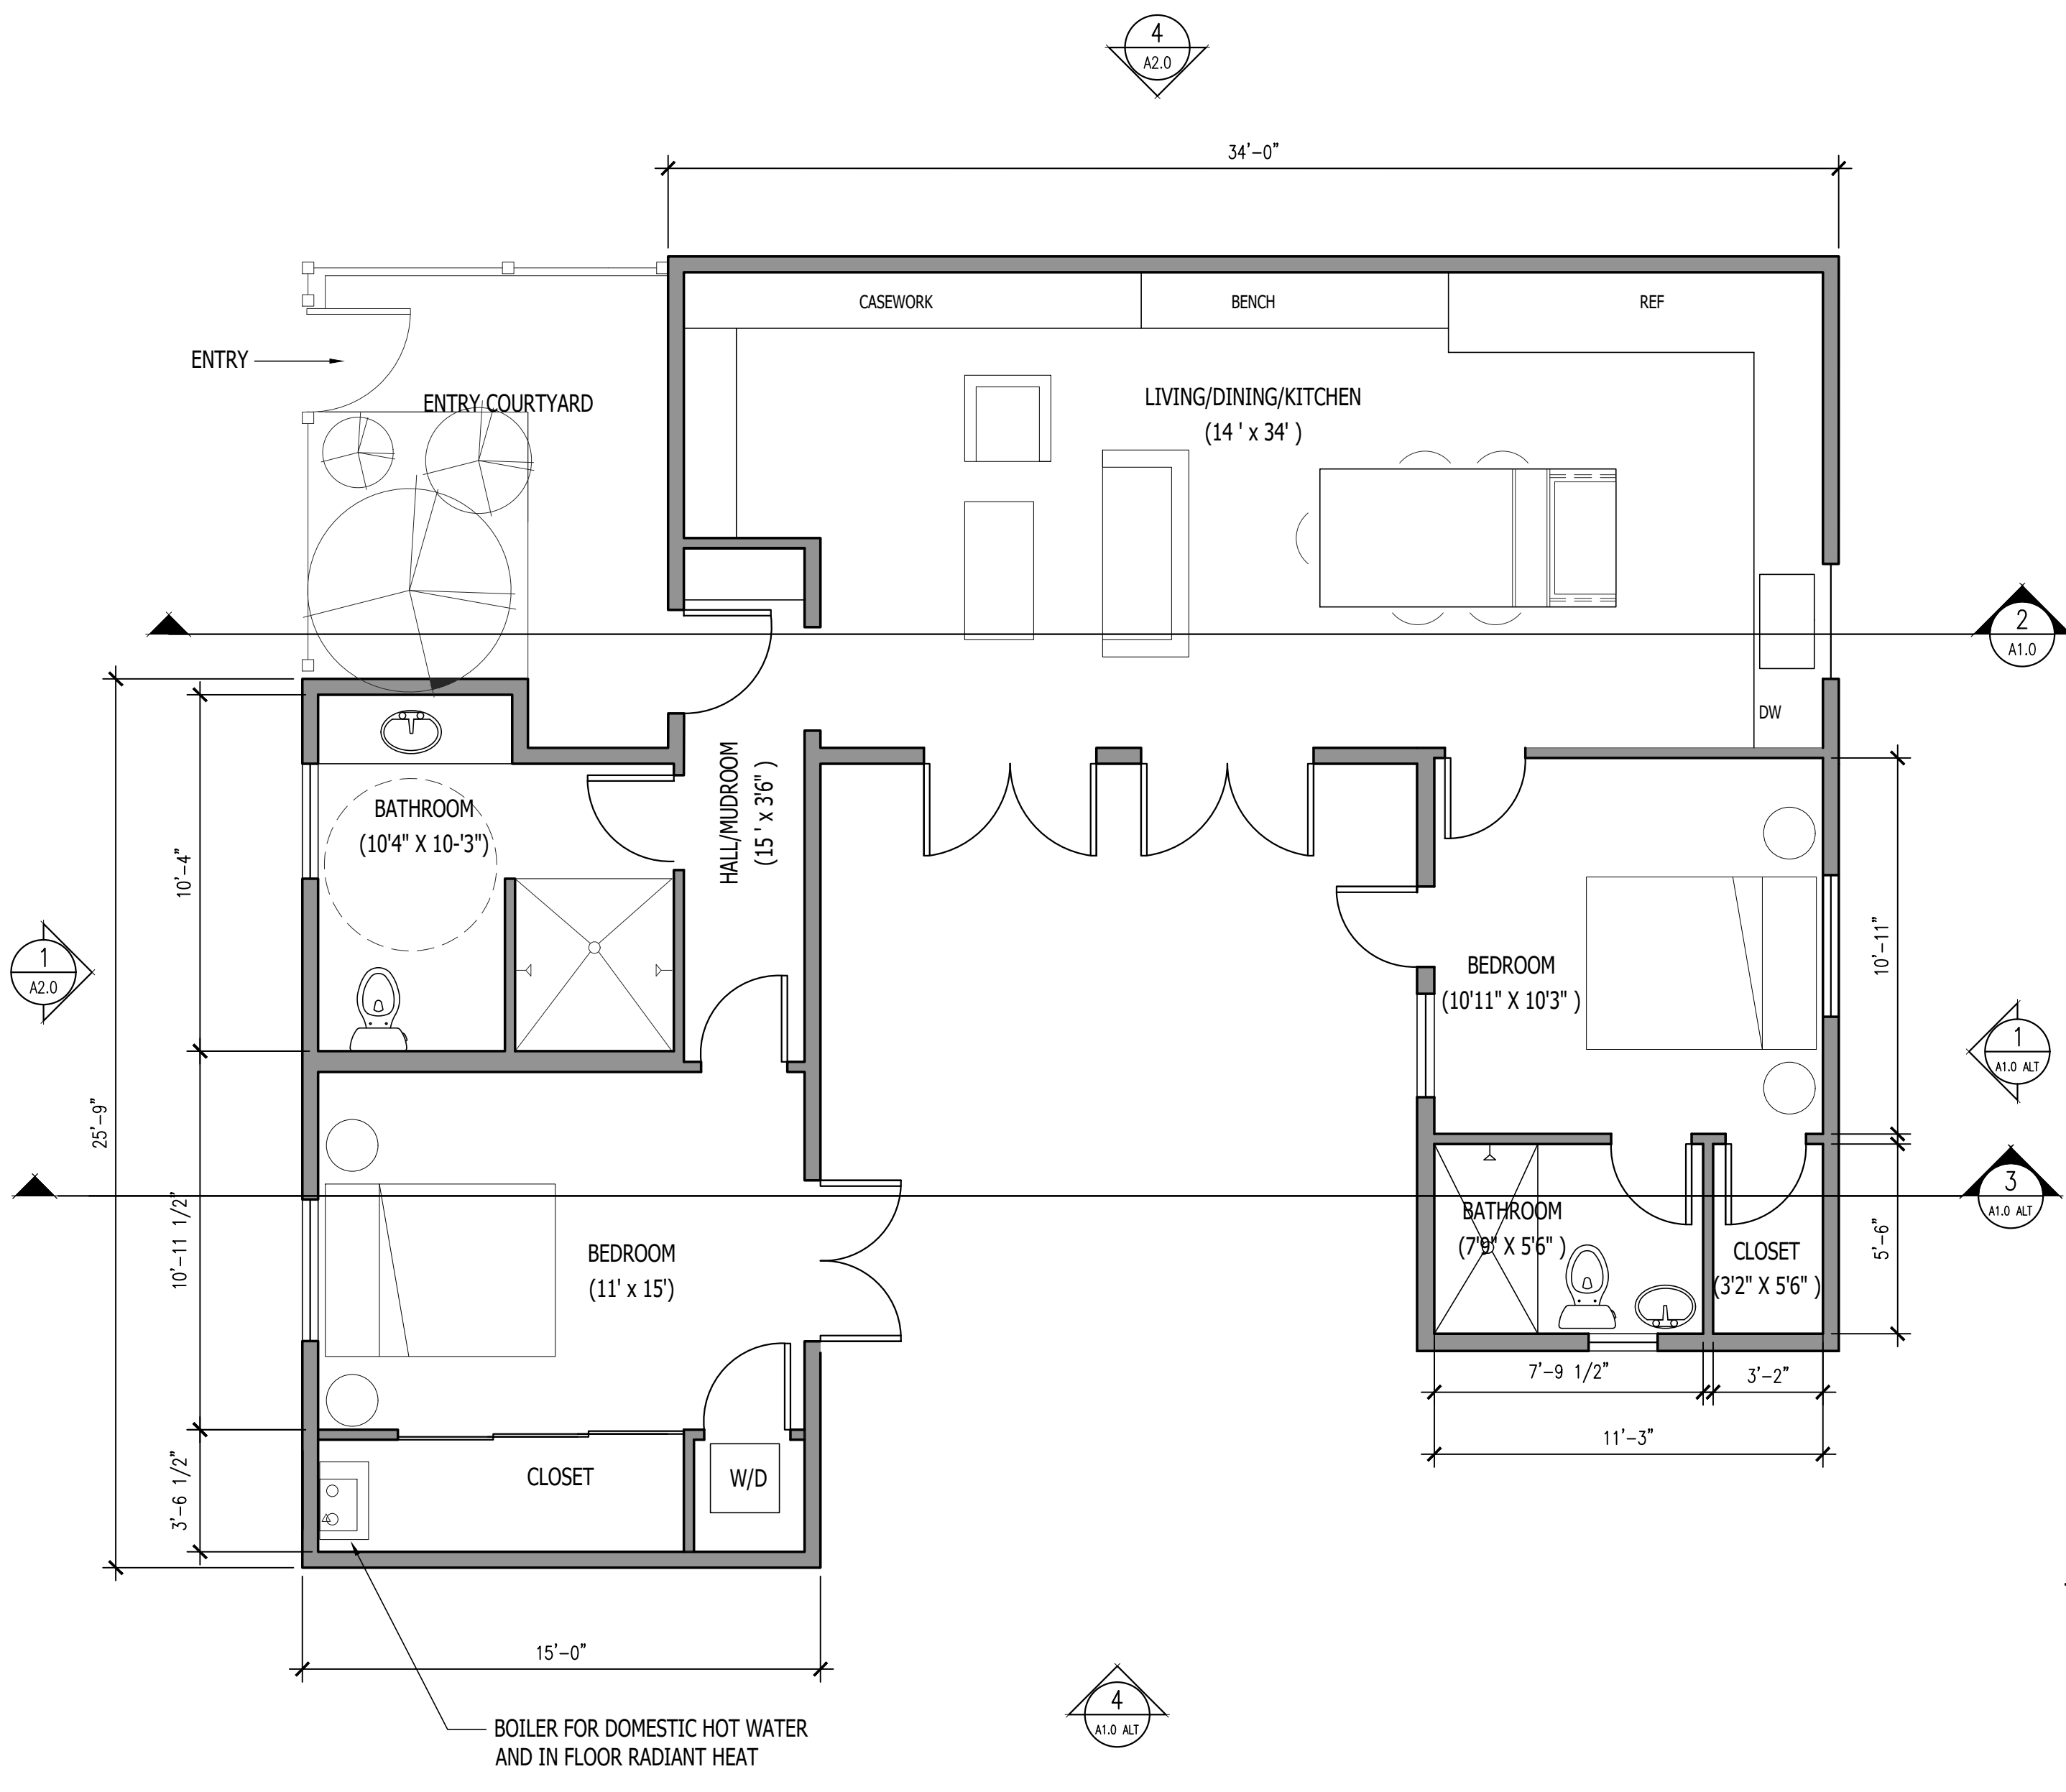 4
A2.0
34'-0"
CASEWORK
BENCH
REF
ENTRY
ENTRY COURTYARD
LIVING/DINING/KITCHEN
(14 ' x 34' )
2
A1.0
DW
HALL/MUDROOM
(15 ' x 3'6" )
BATHROOM
(10'4" X 10-'3")
10'-4"
1
A2.0
25'-9"
BEDROOM
(10'11" X 10'3" )
10'-11"
1
A1.0 ALT
3
A1.0 ALT
BATHROOM
(7'9" X 5'6" )
CLOSET
(3'2" X 5'6" )
5'-6"
10'-11 1/2"
BEDROOM
(11' x 15')
7'-9 1/2"
3'-2"
11'-3"
3'-6 1/2"
CLOSET
W/D
15'-0"
4
A1.0 ALT
BOILER FOR DOMESTIC HOT WATER
AND IN FLOOR RADIANT HEAT